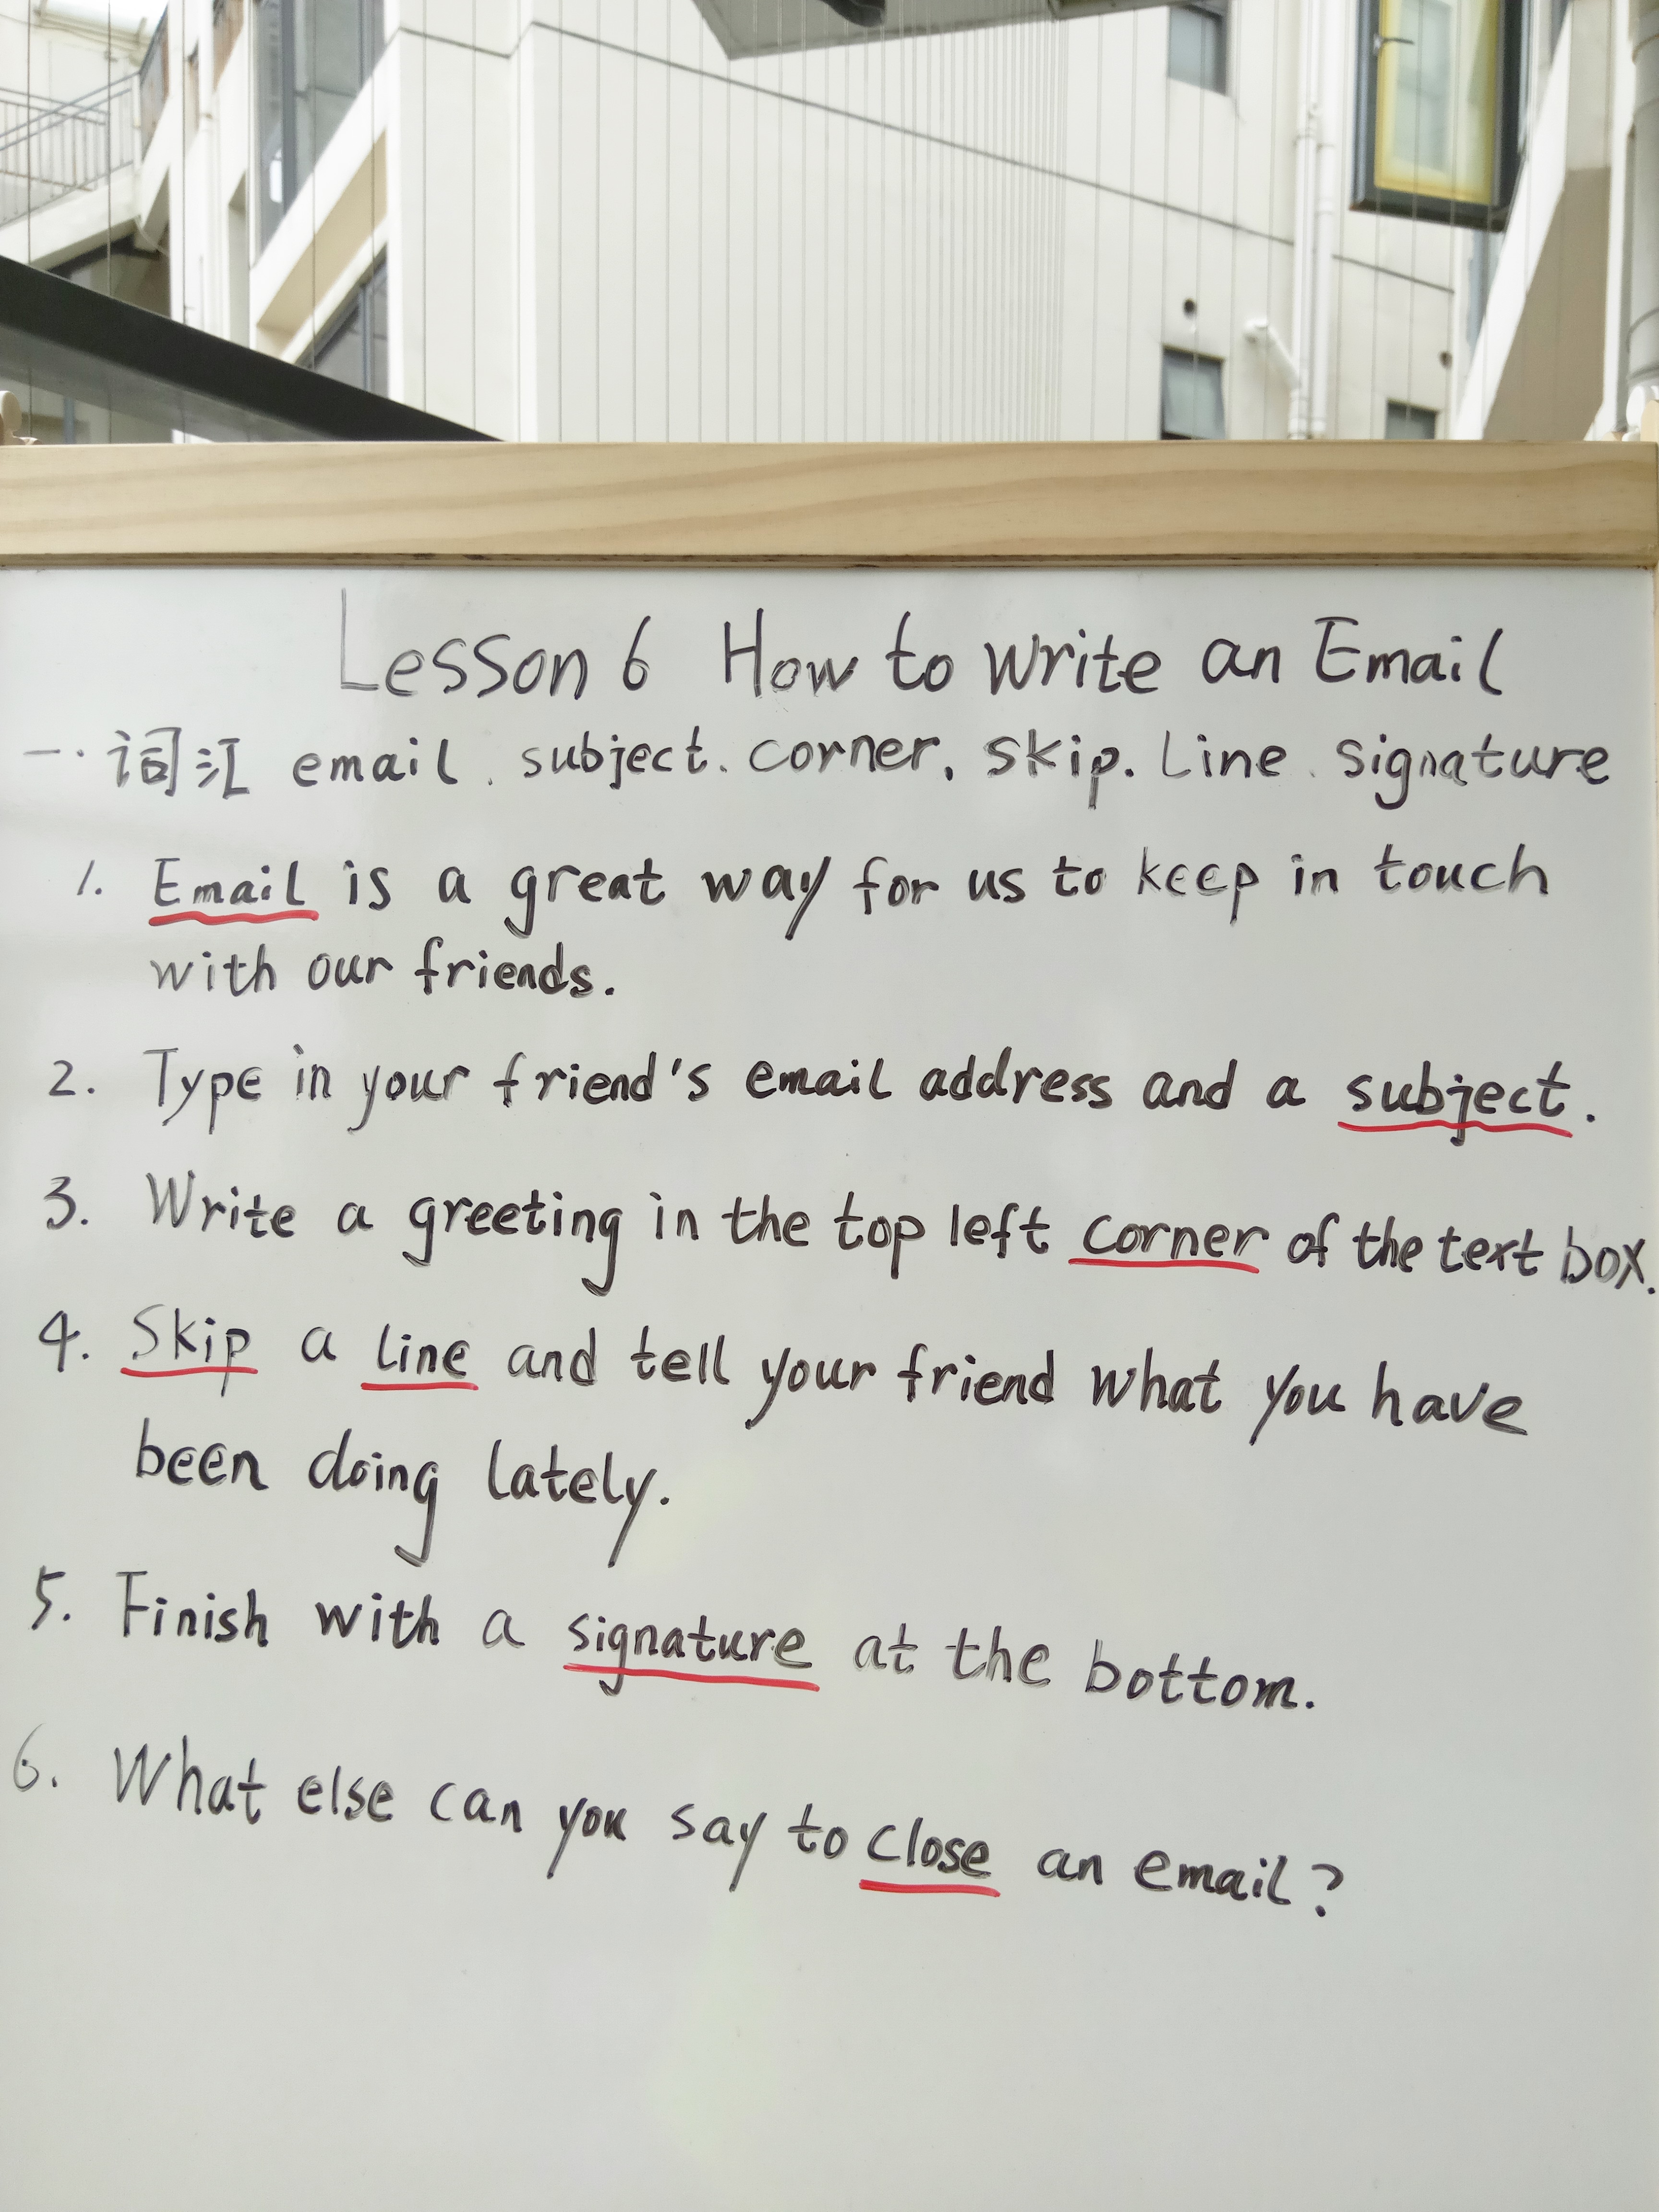 Lesson 6 How to write an Email
一. 词汇 email. subject. corner, skip. line. signature
1. Email is a great way for us to keep in touch
with our friends.
2. Type in your friend's email address and a subject.
3. Write a greeting in the top left corner of the text box.
4. Skip a line and tell your friend what you have
been doing lately.
5. Finish with a signature at the bottom.
6. What else can you say to close an email?